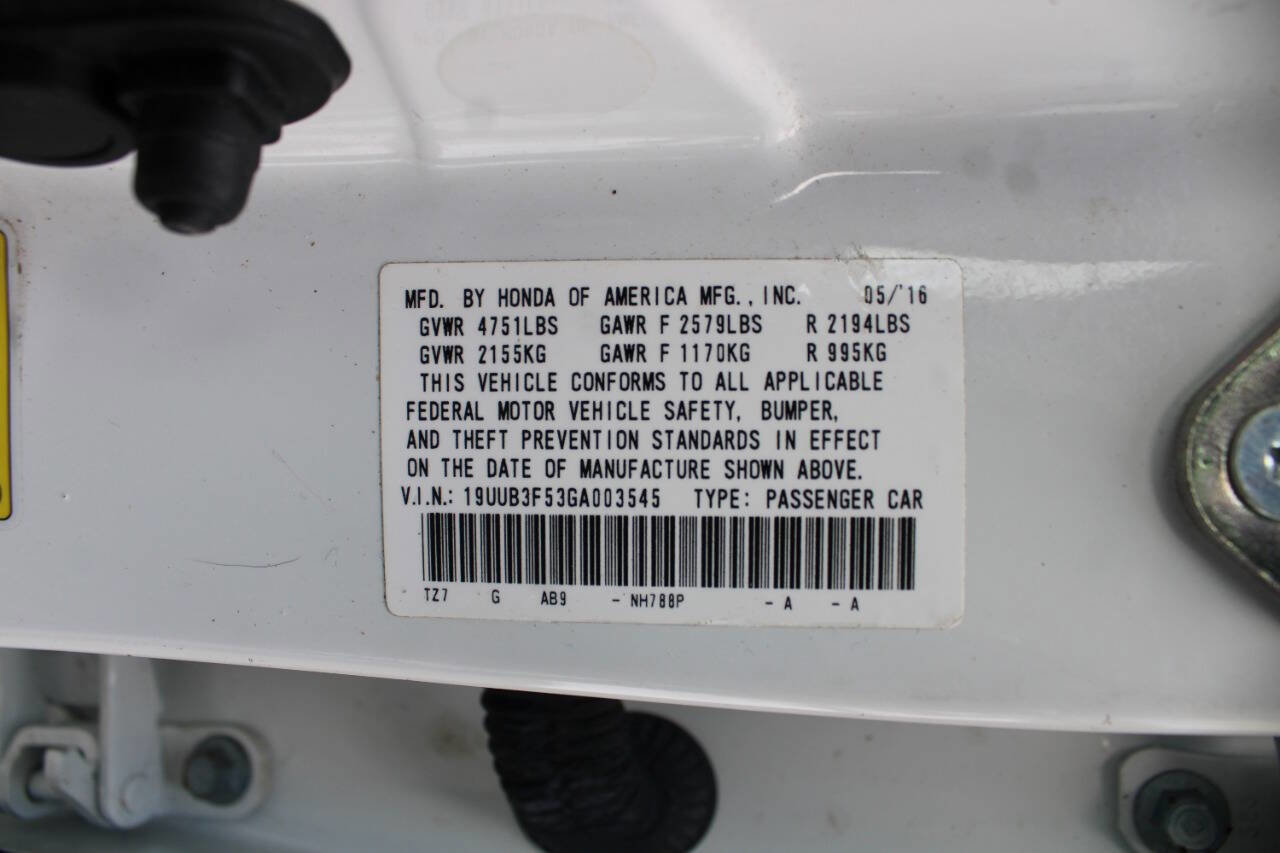 MFD. BY HONDA OF AMERICA MFG., INC. 05/'16
GVWR 4751LBS GAWR F 2579LBS R 2194LBS
GVWR 2155KG GAWR F 1170KG R 995KG
THIS VEHICLE CONFORMS TO ALL APPLICABLE
FEDERAL MOTOR VEHICLE SAFETY, BUMPER,
AND THEFT PREVENTION STANDARDS IN EFFECT
ON THE DATE OF MANUFACTURE SHOWN ABOVE.
V.I.N.: 19UUB3F53GA003545 TYPE: PASSENGER CAR
TZ7 G AB9 - NH788P - A - A